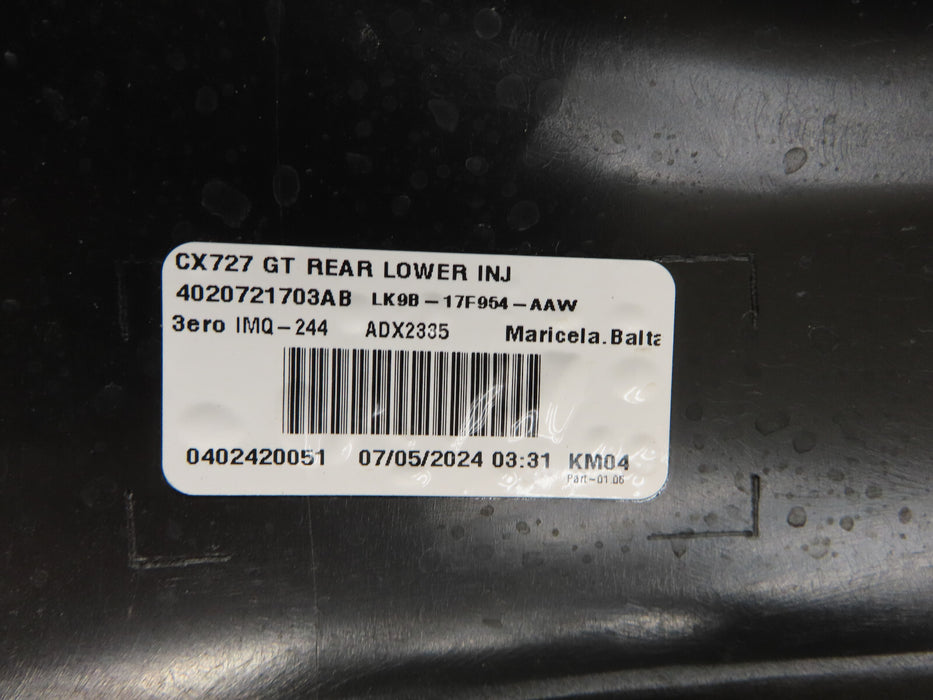 CX727 GT REAR LOWER INJ
4020721703AB LK9B-17F954-AAW
3ero IMQ-244 ADX2335 Maricela.Balta
0402420051 07/05/2024 03:31 KM04
Part-01.05